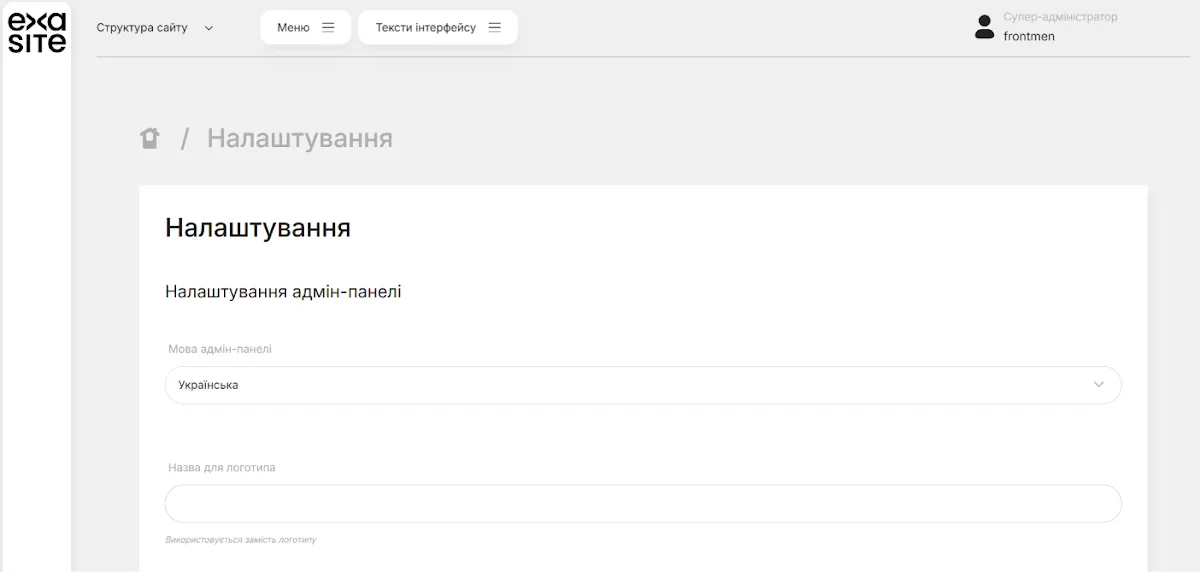 exa
SITE
Структура сайту
Меню
Тексти інтерфейсу
Супер-адміністратор
frontmen
/ Налаштування
Налаштування
Налаштування адмін-панелі
Мова адмін-панелі
Українська
Назва для логотипа
Використовується замість логотипу